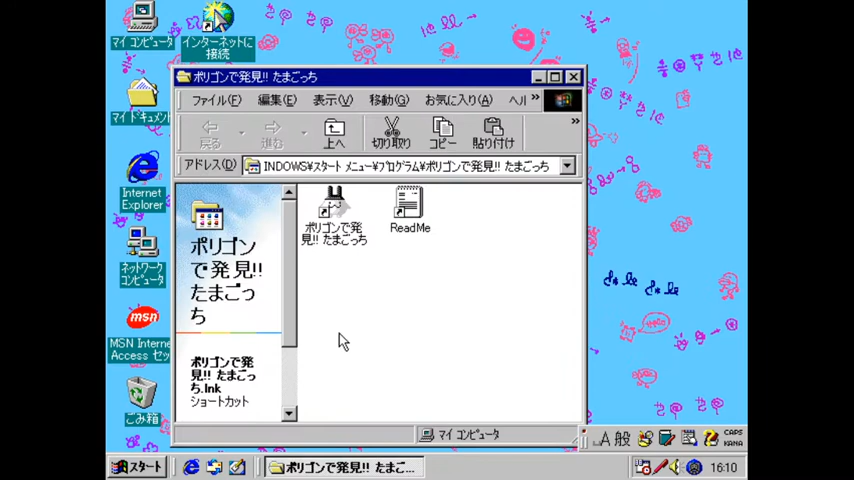 マイ コンピュータ
インターネットに
接続
マイ ドキュメント
Internet
Explorer
ネットワーク
コンピュータ
msn
MSN Internet
Access セッ
ごみ箱
ポリゴンで発見!! たまごっち
ファイル(F) 編集(E) 表示(V) 移動(G) お気に入り(A) ヘル »
戻る 進む 上へ 切り取り コピー 貼り付け »
アドレス(D) INDOWS¥スタート メニュー¥プログラム¥ポリゴンで発見!! たまごっち
ポリゴン
で発見!!
たまごっ
ち
ポリゴンで発
見!! たまごっち
.lnk
ショートカット
ポリゴンで発
見!! たまごっち
ReadMe
マイ コンピュータ
A 般 CAPS
KANA
スタート ポリゴンで発見!! たまご... 16:10